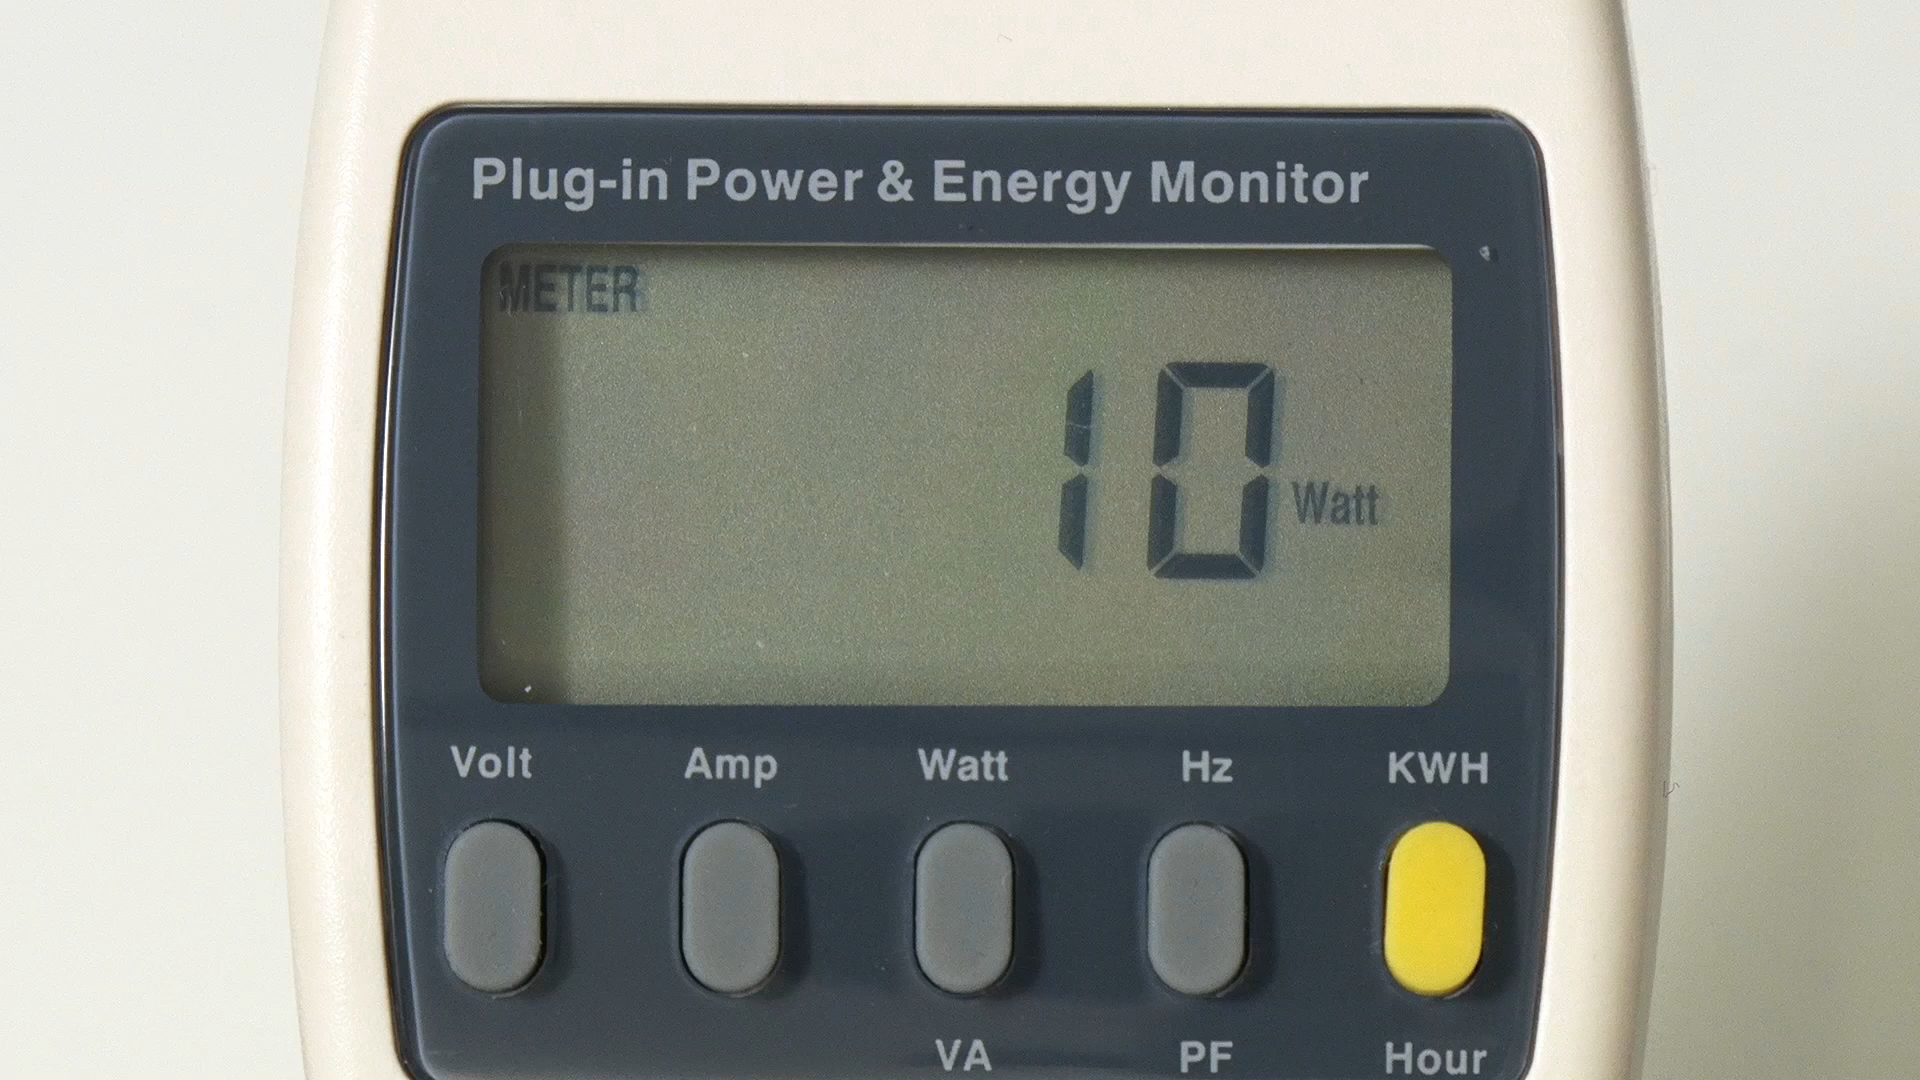 Plug-in Power & Energy Monitor
METER
10 Watt
Volt Amp Watt Hz KWH
VA PF Hour